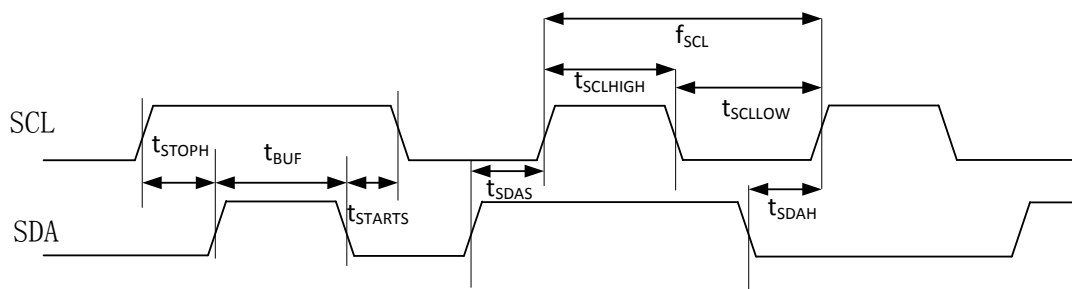 fSCL
tSCLHIGH
SCL
tSCLLOW
tSTOPH
tBUF
tSDAS
tSTARTS
tSDAH
SDA